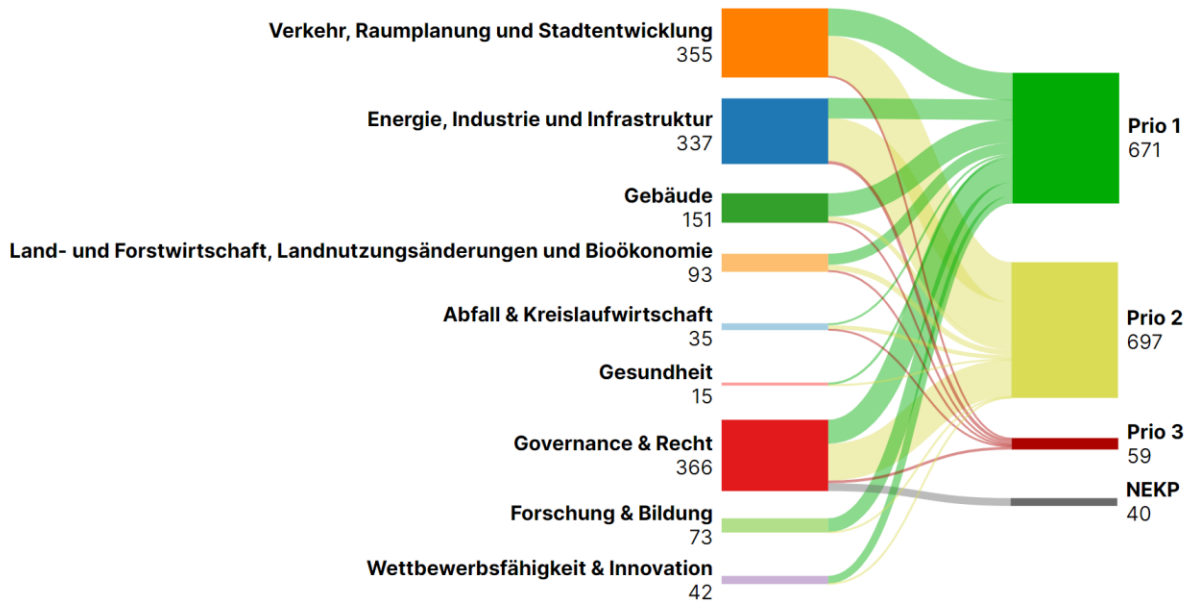 Verkehr, Raumplanung und Stadtentwicklung
355
Energie, Industrie und Infrastruktur
337
Gebäude
151
Land- und Forstwirtschaft, Landnutzungsänderungen und Bioökonomie
93
Abfall & Kreislaufwirtschaft
35
Gesundheit
15
Governance & Recht
366
Forschung & Bildung
73
Wettbewerbsfähigkeit & Innovation
42
Prio 1
671
Prio 2
697
Prio 3
59
NEKP
40